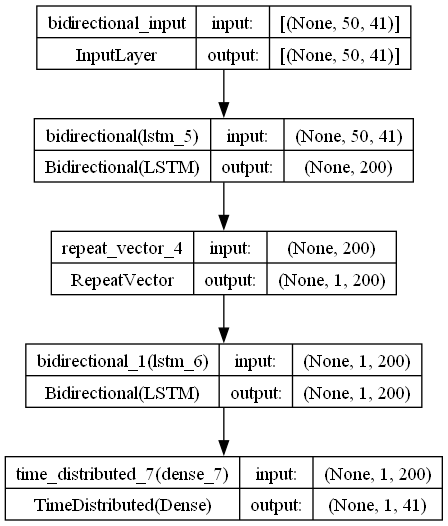 bidirectional_input input: [(None, 50, 41)]
InputLayer output: [(None, 50, 41)]
bidirectional(lstm_5) input: (None, 50, 41)
Bidirectional(LSTM) output: (None, 200)
repeat_vector_4 input: (None, 200)
RepeatVector output: (None, 1, 200)
bidirectional_1(lstm_6) input: (None, 1, 200)
Bidirectional(LSTM) output: (None, 1, 200)
time_distributed_7(dense_7) input: (None, 1, 200)
TimeDistributed(Dense) output: (None, 1, 41)